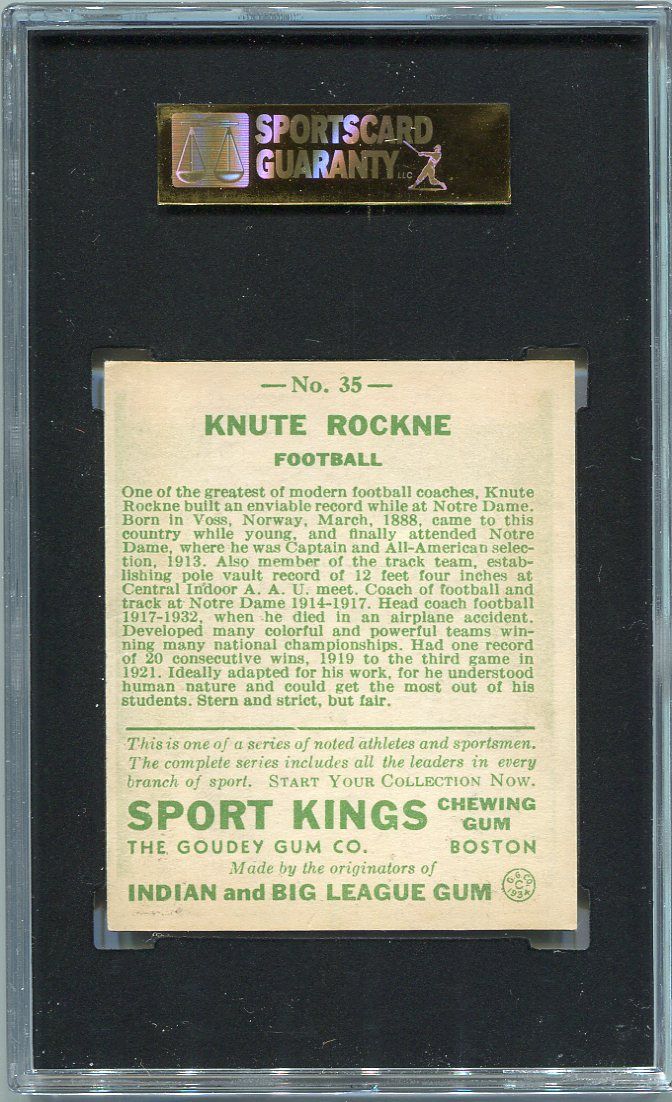 SPORTSCARD
GUARANTY LLC
— No. 35 —
KNUTE ROCKNE
FOOTBALL
One of the greatest of modern football coaches, Knute
Rockne built an enviable record while at Notre Dame.
Born in Voss, Norway, March, 1888, came to this
country while young, and finally attended Notre
Dame, where he was Captain and All-American selec-
tion, 1913. Also member of the track team, estab-
lishing pole vault record of 12 feet four inches at
Central Indoor A. A. U. meet. Coach of football and
track at Notre Dame 1914-1917. Head coach football
1917-1932, when he died in an airplane accident.
Developed many colorful and powerful teams win-
ning many national championships. Had one record
of 20 consecutive wins, 1919 to the third game in
1921. Ideally adapted for his work, for he understood
human nature and could get the most out of his
students. Stern and strict, but fair.
This is one of a series of noted athletes and sportsmen.
The complete series includes all the leaders in every
branch of sport. START YOUR COLLECTION NOW.
SPORT KINGS CHEWING GUM
THE GOUDEY GUM CO. BOSTON
Made by the originators of
INDIAN and BIG LEAGUE GUM
G. G. CO.
C
1934